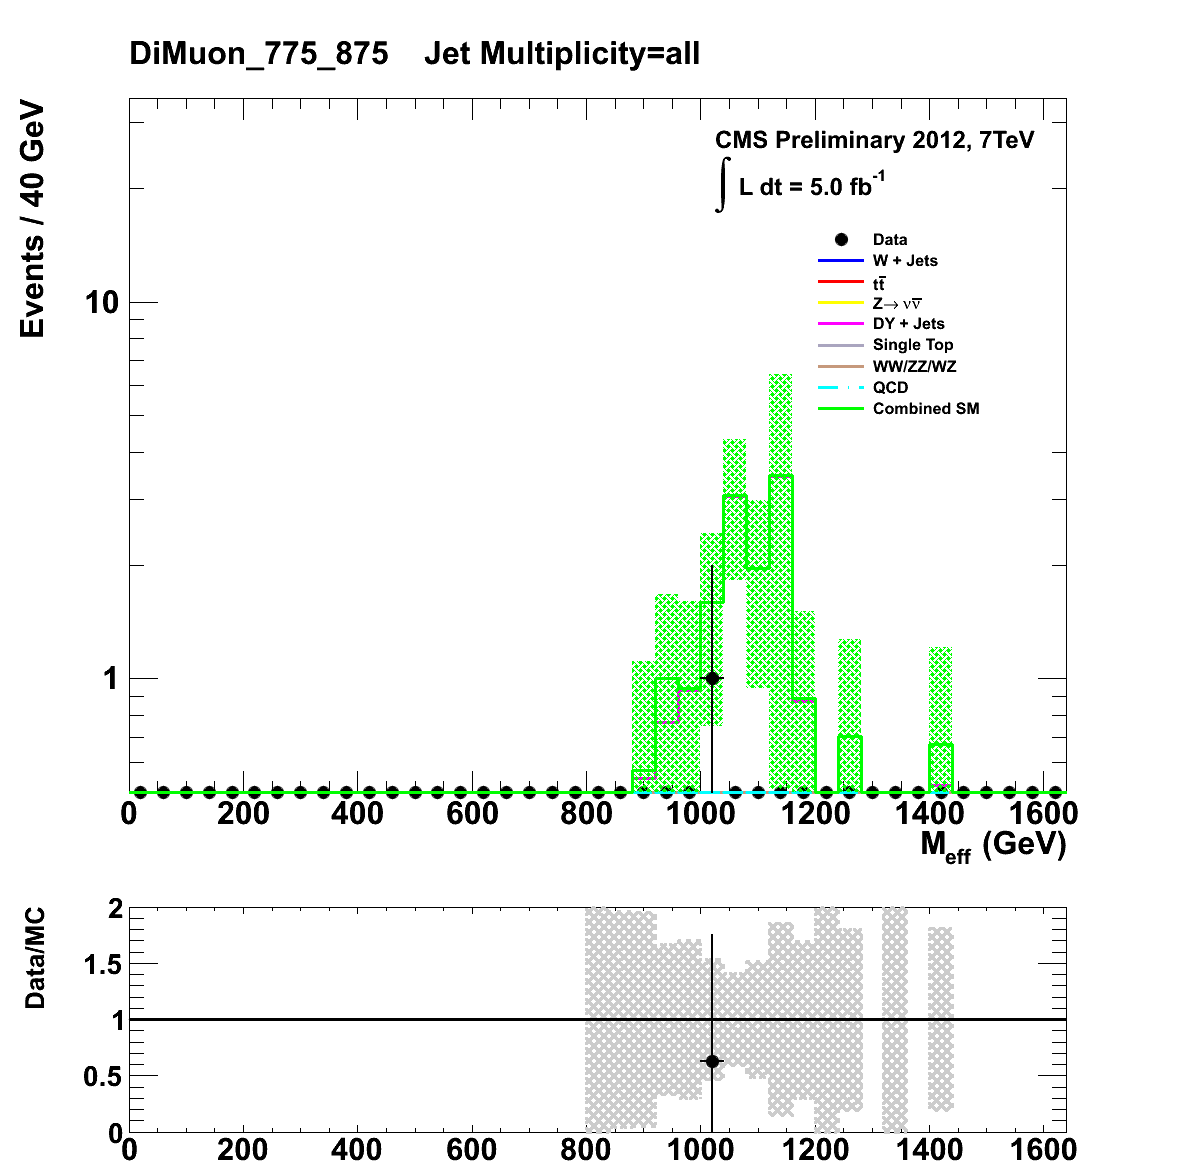 DiMuon_775_875 Jet Multiplicity=all
Events / 40 GeV
CMS Preliminary 2012, 7TeV
∫ L dt = 5.0 fb⁻¹
Data
W + Jets
tt̅
Z→ νν̅
DY + Jets
Single Top
WW/ZZ/WZ
QCD
Combined SM
10
1
0 200 400 600 800 1000 1200 1400 1600
M_eff (GeV)
Data/MC
2
1.5
1
0.5
0
0 200 400 600 800 1000 1200 1400 1600